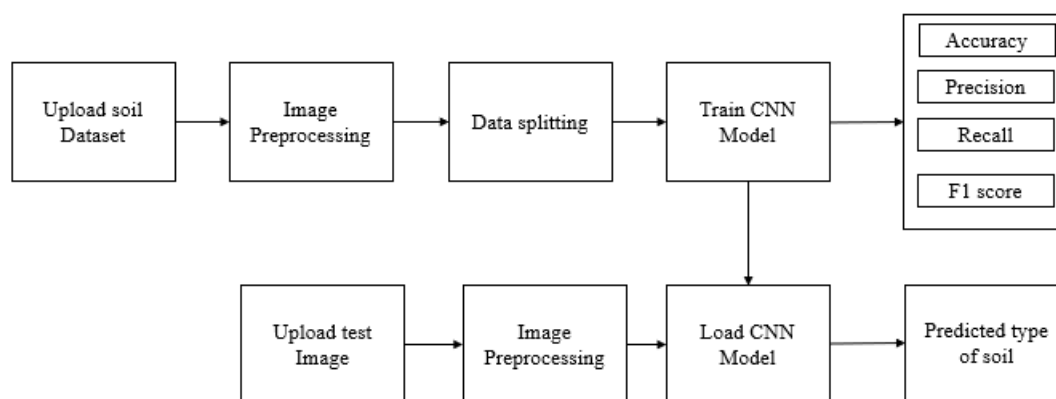 Upload soil
Dataset
Image
Preprocessing
Data splitting
Train CNN
Model
Accuracy
Precision
Recall
F1 score
Upload test
Image
Image
Preprocessing
Load CNN
Model
Predicted type
of soil